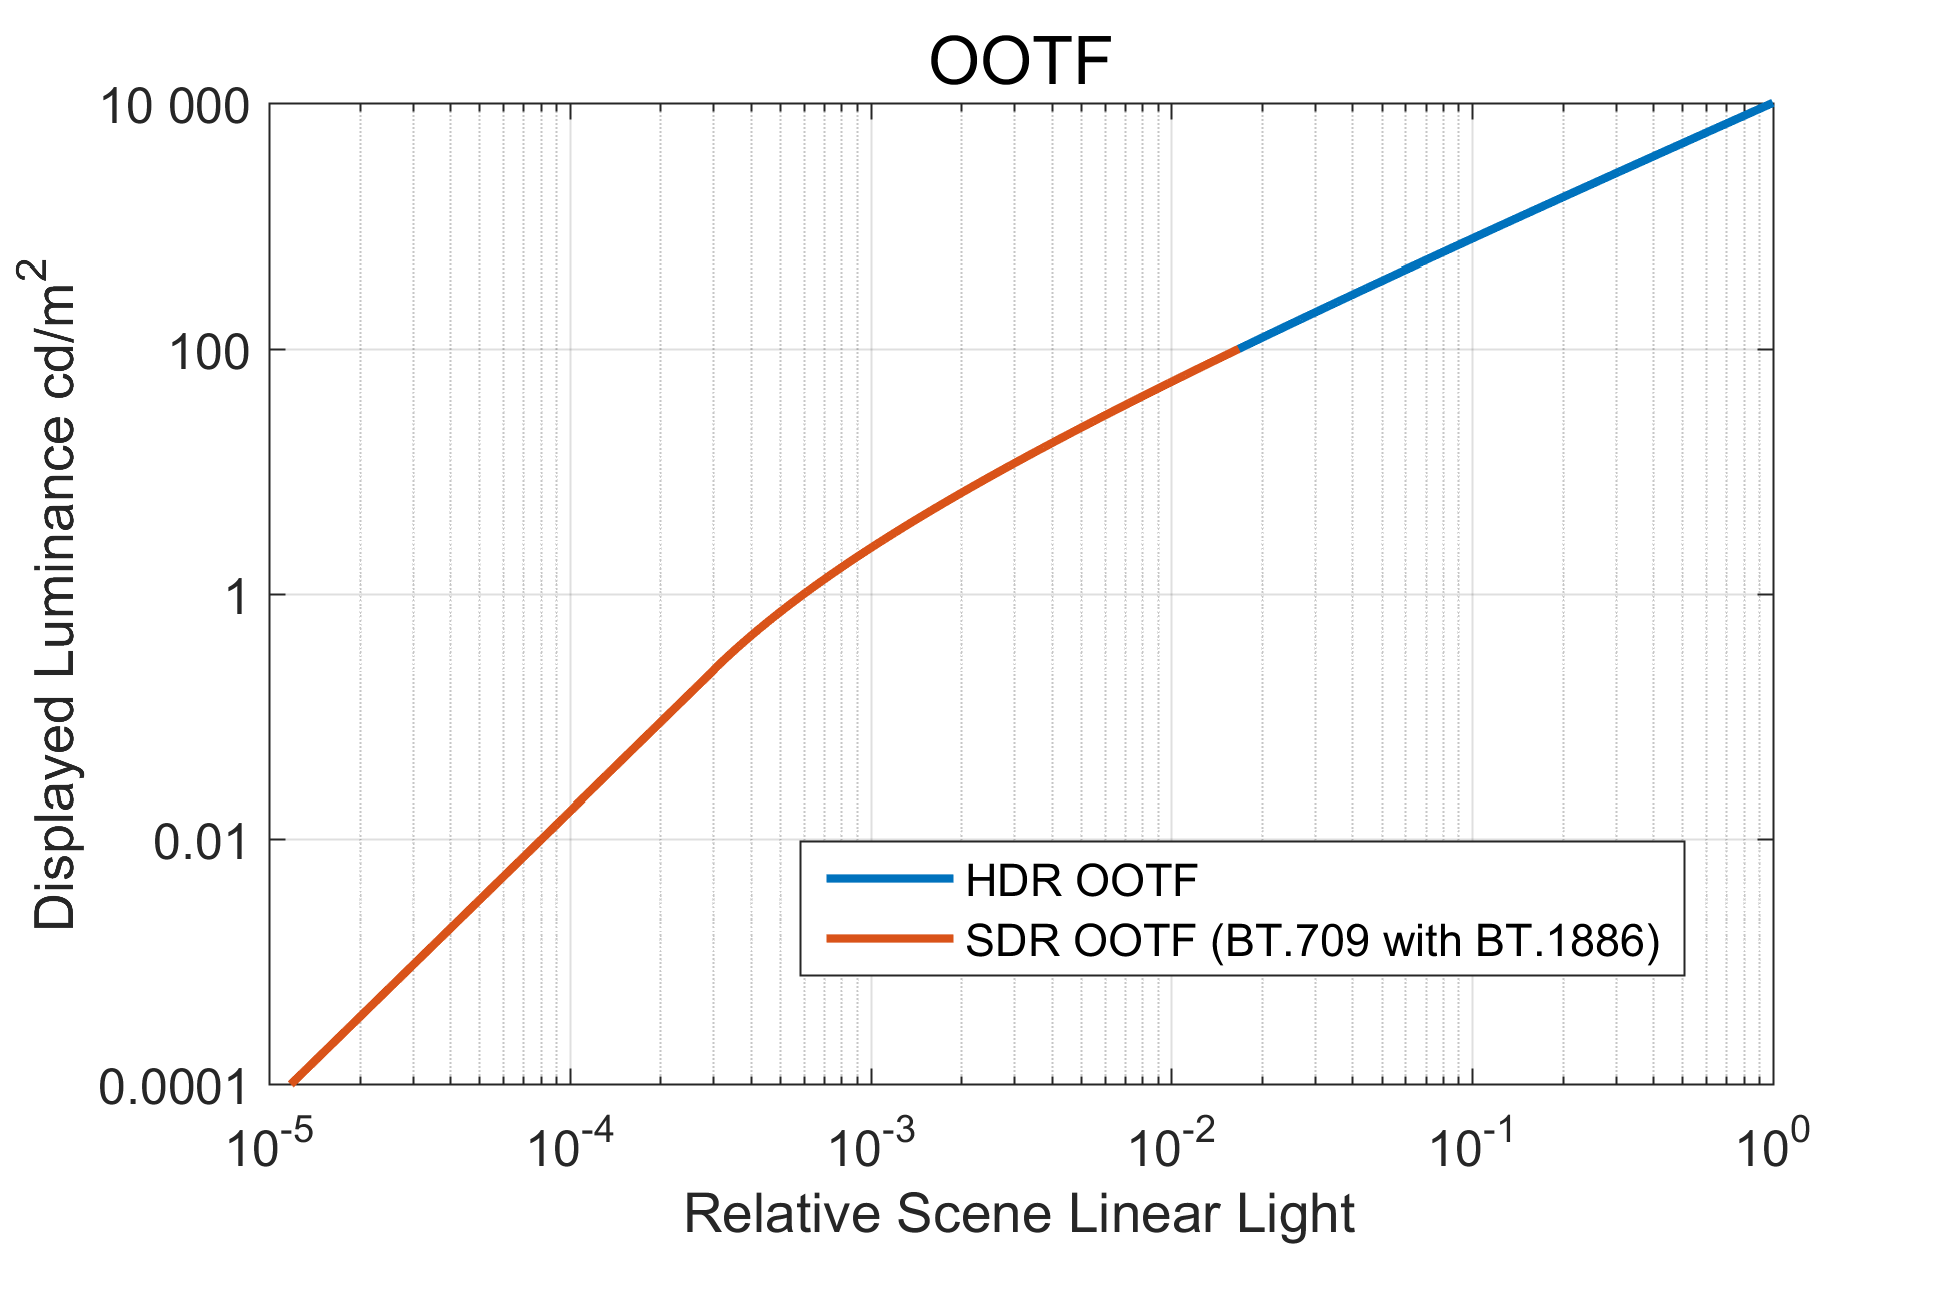 OOTF
10 000
100
1
0.01
0.0001
Displayed Luminance cd/m²
HDR OOTF
SDR OOTF (BT.709 with BT.1886)
10⁻⁵ 10⁻⁴ 10⁻³ 10⁻² 10⁻¹ 10⁰
Relative Scene Linear Light